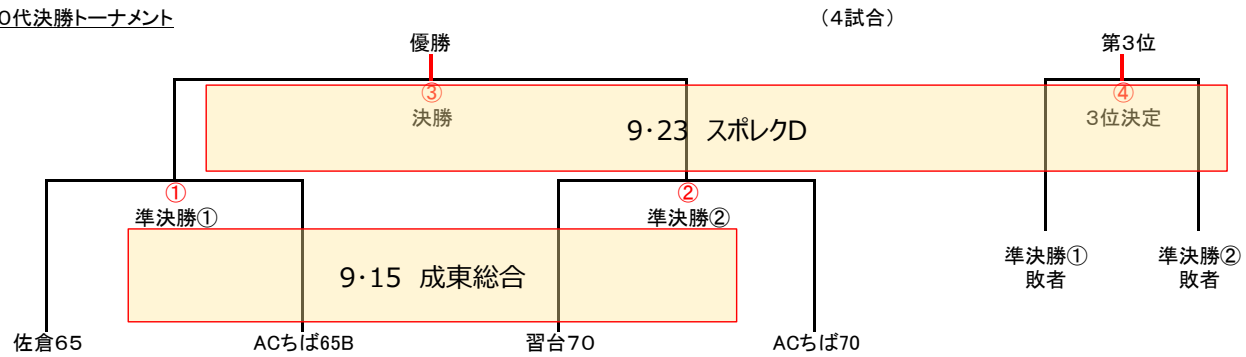 0代決勝トーナメント
(4試合)
優勝
第3位
③
④
決勝
3位決定
9・23 スポレクD
①
②
準決勝①
準決勝②
準決勝①
敗者
準決勝②
敗者
9・15 成東総合
佐倉65
ACちば65B
習台70
ACちば70